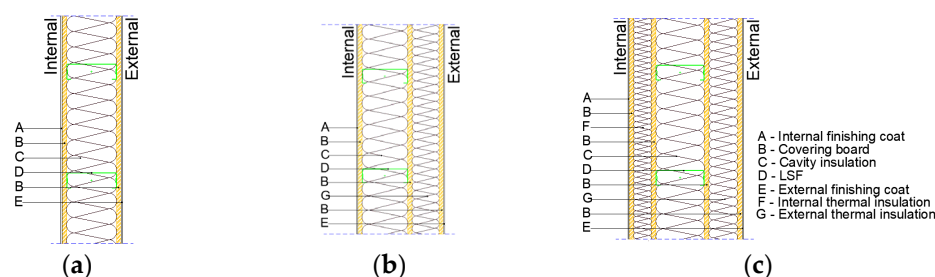 Internal
External
A
B
C
D
B
E
(a)
Internal
External
A
B
C
D
B
G
B
E
(b)
Internal
External
A
B
F
B
C
D
B
G
B
E
(c)
A - Internal finishing coat
B - Covering board
C - Cavity insulation
D - LSF
E - External finishing coat
F - Internal thermal insulation
G - External thermal insulation